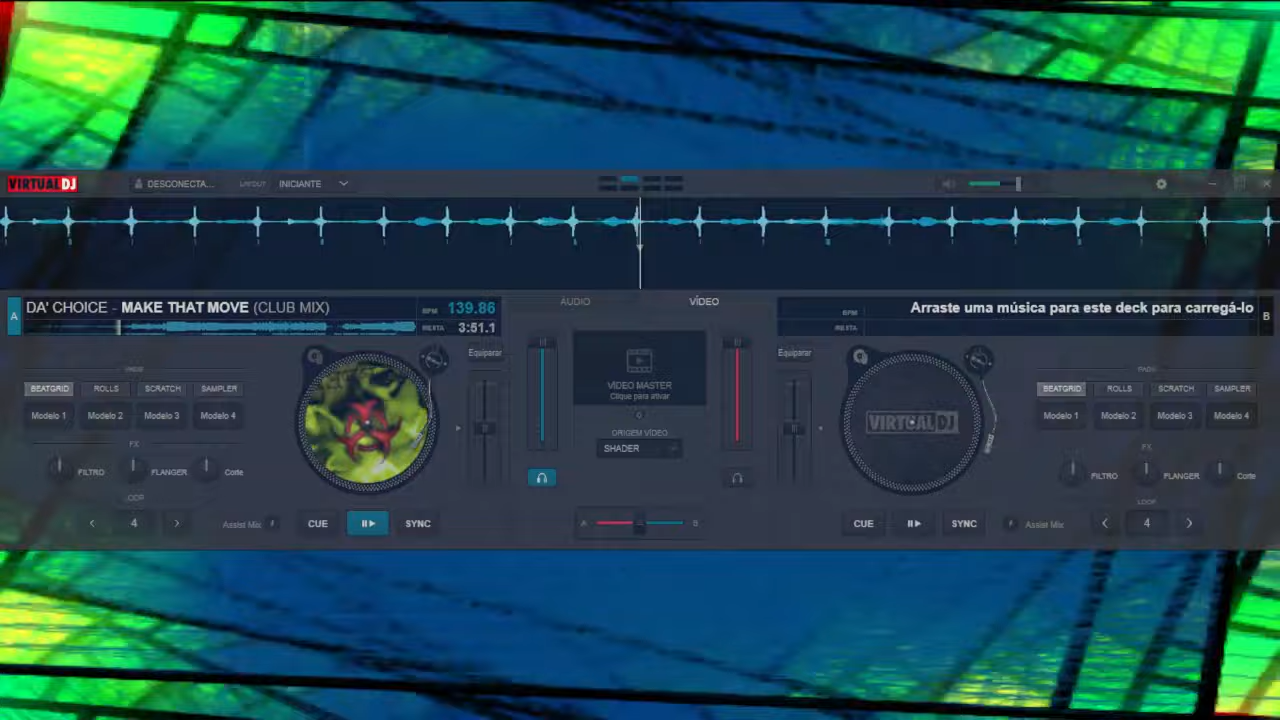 VIRTUALDJ
DESCONECTA...
LAYOUT
INICIANTE
A
DA' CHOICE - MAKE THAT MOVE (CLUB MIX)
BPM 139.86
RESTA 3:51.1
ÁUDIO
VÍDEO
BPM
RESTA
Arraste uma música para este deck para carregá-lo
B
Equiparar
Equiparar
PADS
BEATGRID ROLLS SCRATCH SAMPLER
Modelo 1 Modelo 2 Modelo 3 Modelo 4
FX
FILTRO FLANGER Corte
LOOP
4
Assist Mix
CUE
SYNC
VÍDEO MASTER
Clique para ativar
ORIGEM VÍDEO
SHADER
A
B
VIRTUALDJ
PADS
BEATGRID ROLLS SCRATCH SAMPLER
Modelo 1 Modelo 2 Modelo 3 Modelo 4
FX
FILTRO FLANGER Corte
LOOP
CUE
SYNC
Assist Mix
4